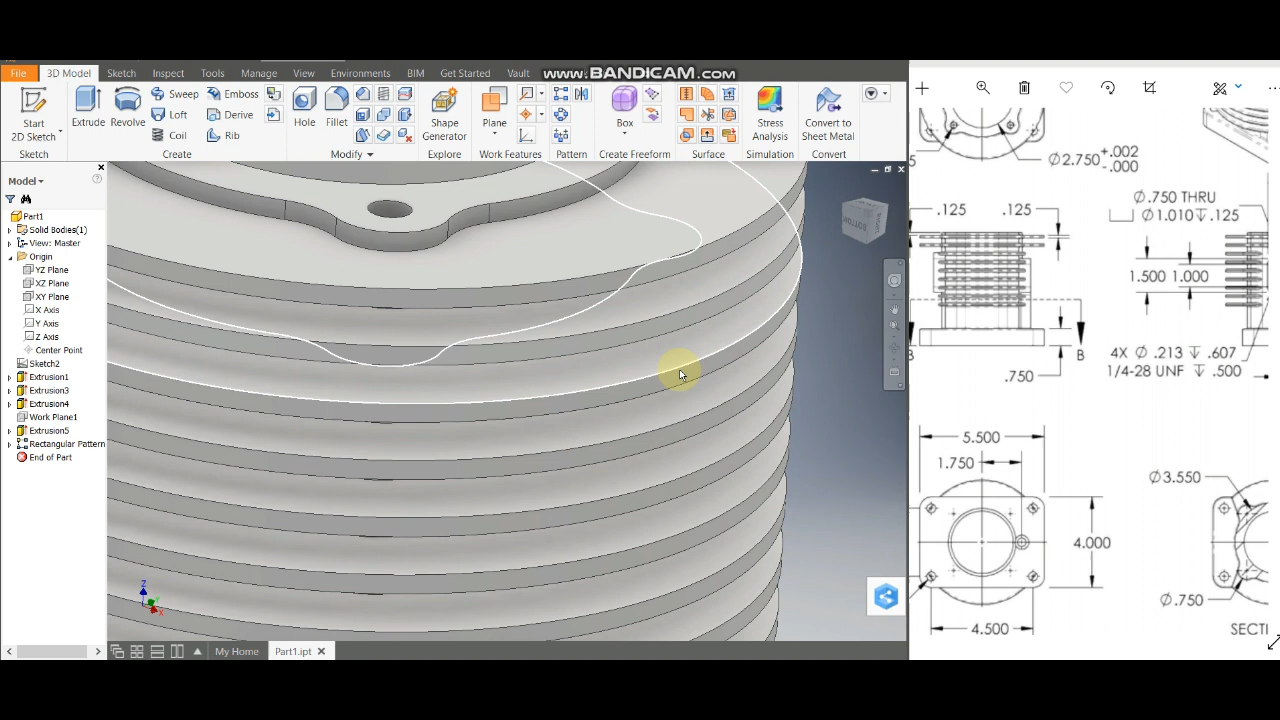 www.BANDICAM.com
File 3D Model Sketch Inspect Tools Manage View Environments BIM Get Started Vault
Start
2D Sketch
Extrude
Revolve
Sweep
Loft
Coil
Emboss
Derive
Rib
Hole
Fillet
Shape
Generator
Plane
Box
Stress
Analysis
Convert to
Sheet Metal
Sketch Create Modify Explore Work Features Pattern Create Freeform Surface Simulation Convert
Model
Part1
Solid Bodies(1)
View: Master
Origin
YZ Plane
XZ Plane
XY Plane
X Axis
Y Axis
Z Axis
Center Point
Sketch2
Extrusion1
Extrusion3
Extrusion4
Work Plane1
Extrusion5
Rectangular Pattern
End of Part
BOTTOM
Z
X
My Home Part1.ipt
5
Ø2.750 +.002
-.000
.125 .125
Ø.750 THRU
Ø1.010 ↧ .125
1.500 1.000
B B
.750
4X Ø .213 ↧ .607
1/4-28 UNF ↧ .500
5.500
1.750
Ø3.550
4.000
Ø.750
4.500
SECTI